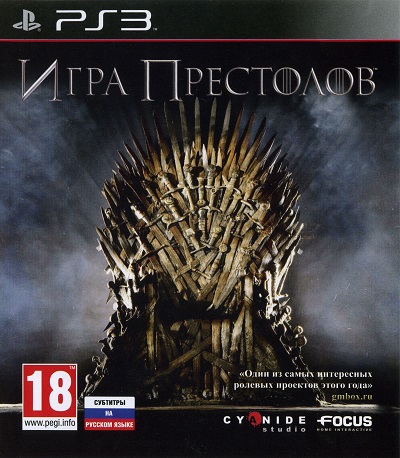 PS3
ИГРА ПРЕСТОЛОВ
«Один из самых интересных
ролевых проектов этого года»
gmbox.ru
18
www.pegi.info
СУБТИТРЫ
НА
РУССКОМ ЯЗЫКЕ
CYANIDE
studio
FOCUS
HOME INTERACTIVE